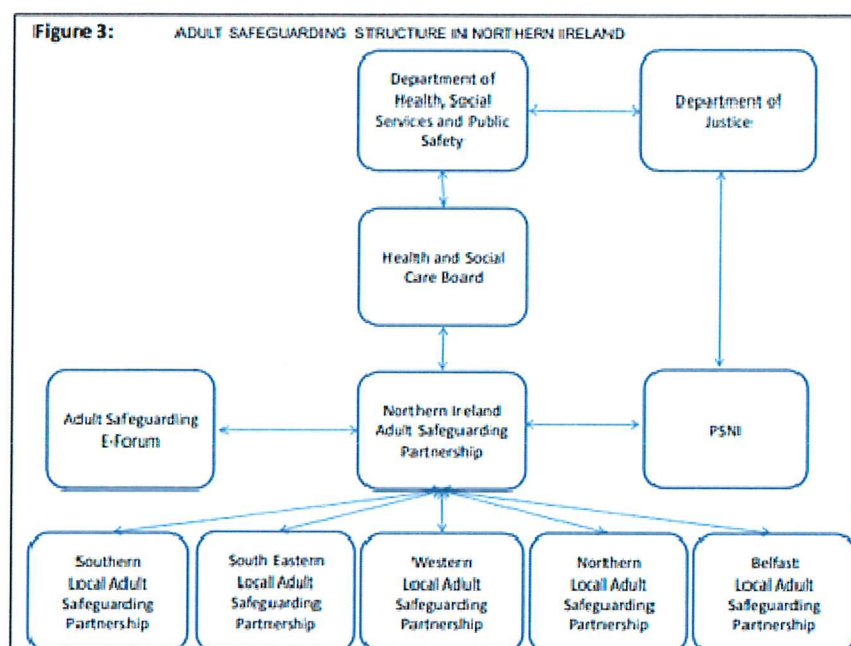 Figure 3: ADULT SAFEGUARDING STRUCTURE IN NORTHERN IRELAND
Department of
Health, Social
Services and Public
Safety
Department of
Justice
Health and Social
Care Board
Adult Safeguarding
E-Forum
Northern Ireland
Adult Safeguarding
Partnership
PSNI
Southern
Local Adult
Safeguarding
Partnership
South Eastern
Local Adult
Safeguarding
Partnership
Western
Local Adult
Safeguarding
Partnership
Northern
Local Adult
Safeguarding
Partnership
Belfast
Local Adult
Safeguarding
Partnership